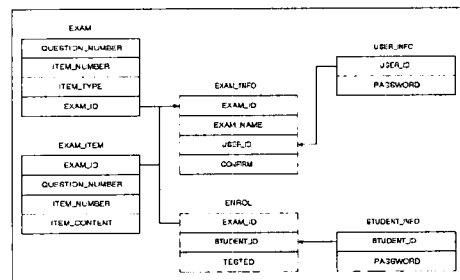 EXAM
QUESTION_NUMBER
ITEM_NUMBER
ITEM_TYPE
EXAM_ID
USER_INFO
USER_ID
PASSWORD
EXAM_INFO
EXAM_ID
EXAM_NAME
USER_ID
CONFIRM
EXAM_ITEM
EXAM_ID
QUESTION_NUMBER
ITEM_NUMBER
ITEM_CONTENT
ENROL
EXAM_ID
STUDENT_ID
TESTED
STUDENT_INFO
STUDENT_ID
PASSWORD